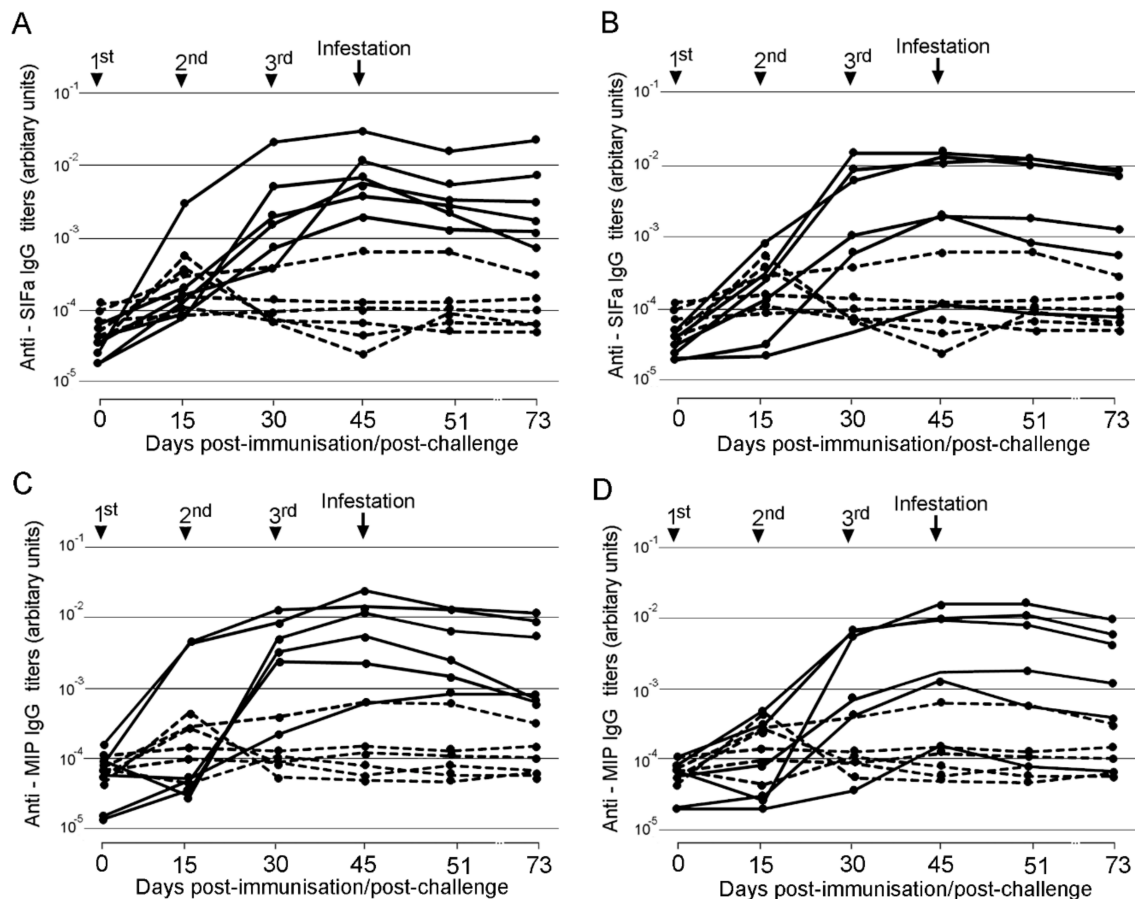 A
1st
2nd
3rd
Infestation
Anti - SIFa IgG titers (arbitary units)
10-1
10-2
10-3
10-4
10-5
0 15 30 45 51 ... 73
Days post-immunisation/post-challenge
B
1st
2nd
3rd
Infestation
Anti - SIFa IgG titers (arbitary units)
10-1
10-2
10-3
10-4
10-5
0 15 30 45 51 ... 73
Days post-immunisation/post-challenge
C
1st
2nd
3rd
Infestation
Anti - MIP IgG titers (arbitary units)
10-1
10-2
10-3
10-4
10-5
0 15 30 45 51 ... 73
Days post-immunisation/post-challenge
D
1st
2nd
3rd
Infestation
Anti - MIP IgG titers (arbitary units)
10-1
10-2
10-3
10-4
10-5
0 15 30 45 51 ... 73
Days post-immunisation/post-challenge